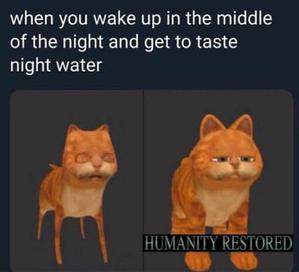 when you wake up in the middle
of the night and get to taste
night water
HUMANITY RESTORED